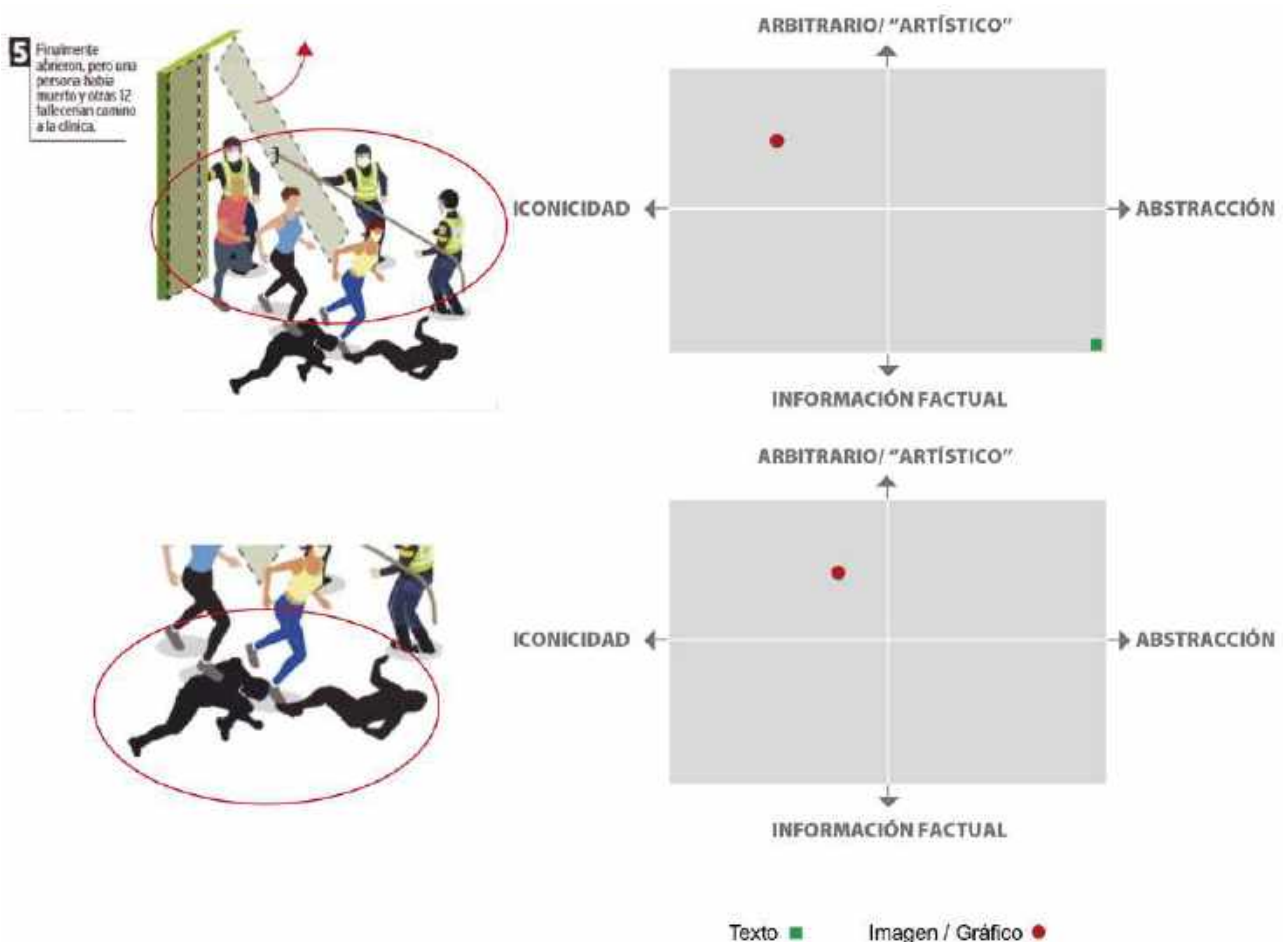 5 Finalmente
abrieron, pero una
persona había
muerto y otras 12
fallecerían camino
a la clínica.
ARBITRARIO/ “ARTÍSTICO”
ICONICIDAD
ABSTRACCIÓN
INFORMACIÓN FACTUAL
ARBITRARIO/ “ARTÍSTICO”
ICONICIDAD
ABSTRACCIÓN
INFORMACIÓN FACTUAL
Texto
Imagen / Gráfico